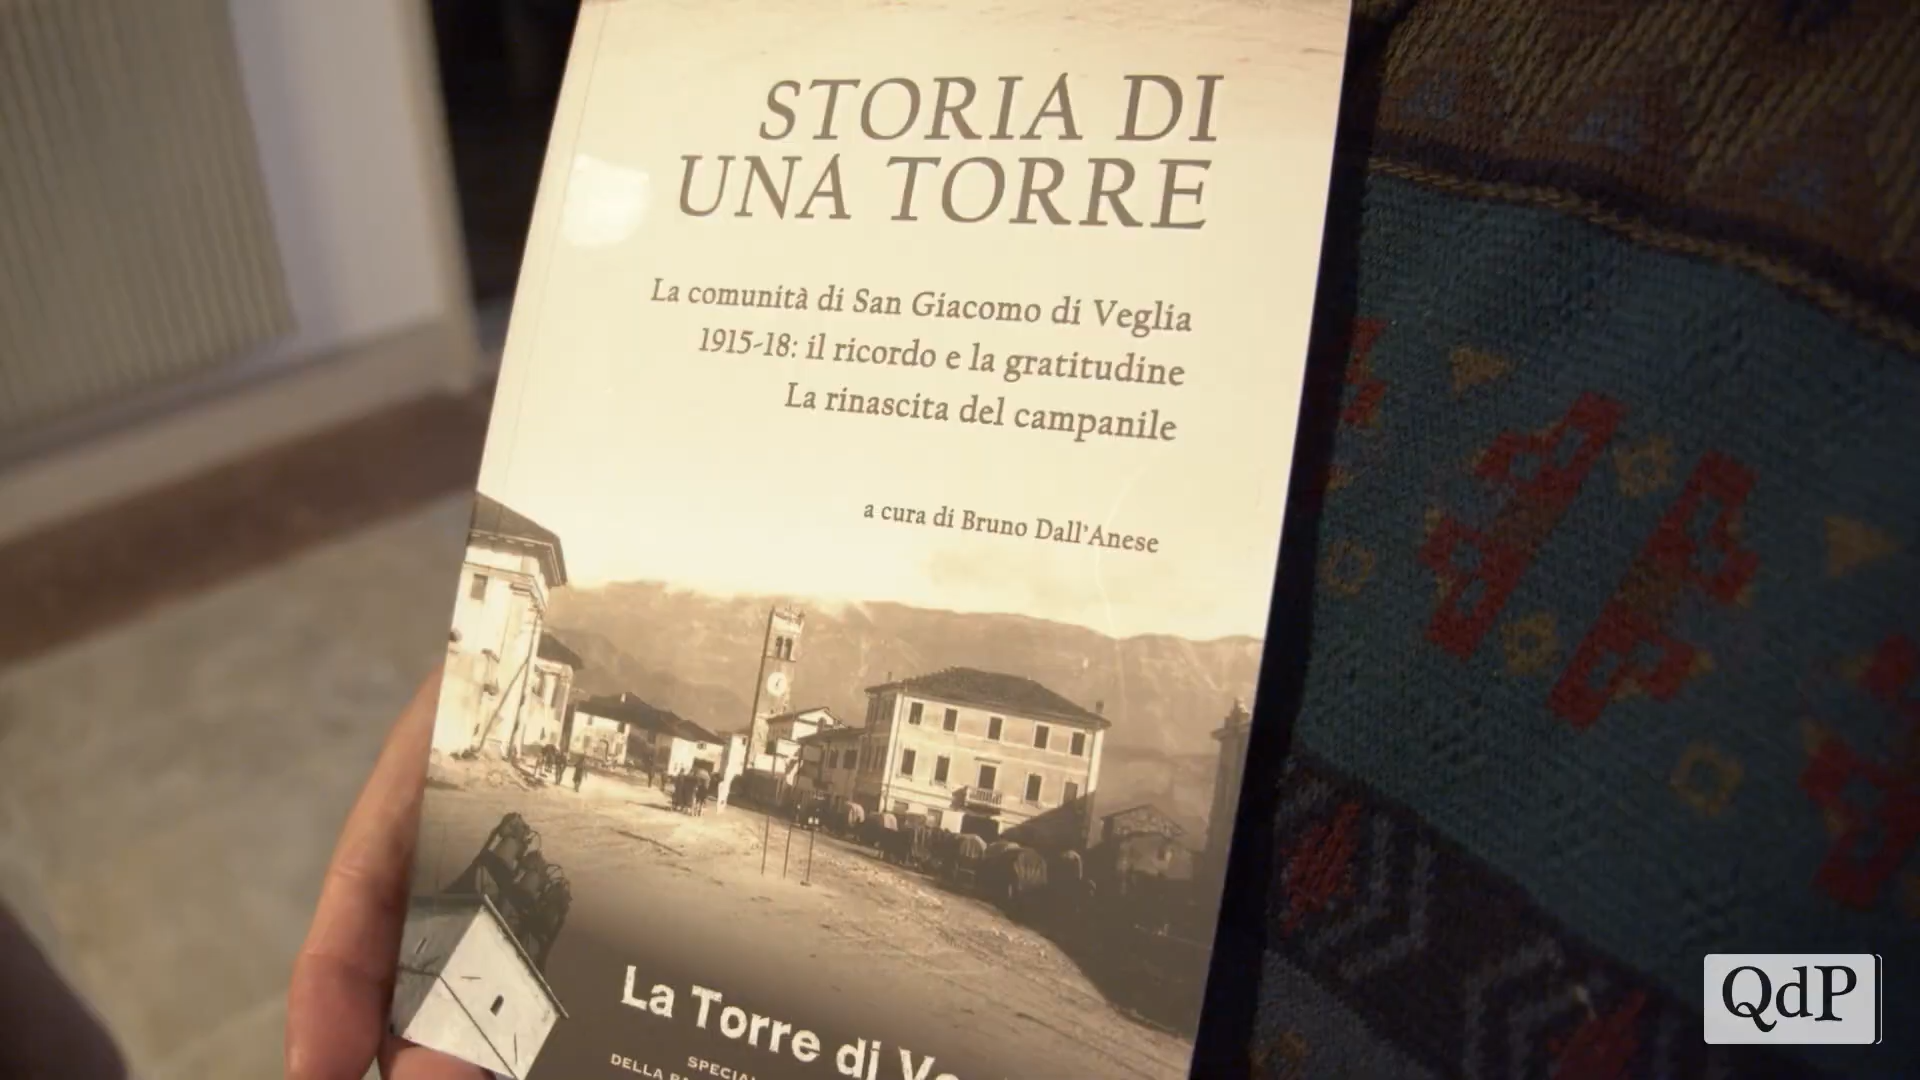 STORIA DI
UNA TORRE
La comunità di San Giacomo di Veglia
1915-18: il ricordo e la gratitudine
La rinascita del campanile
a cura di Bruno Dall'Anese
La Torre di
DELLA
QdP